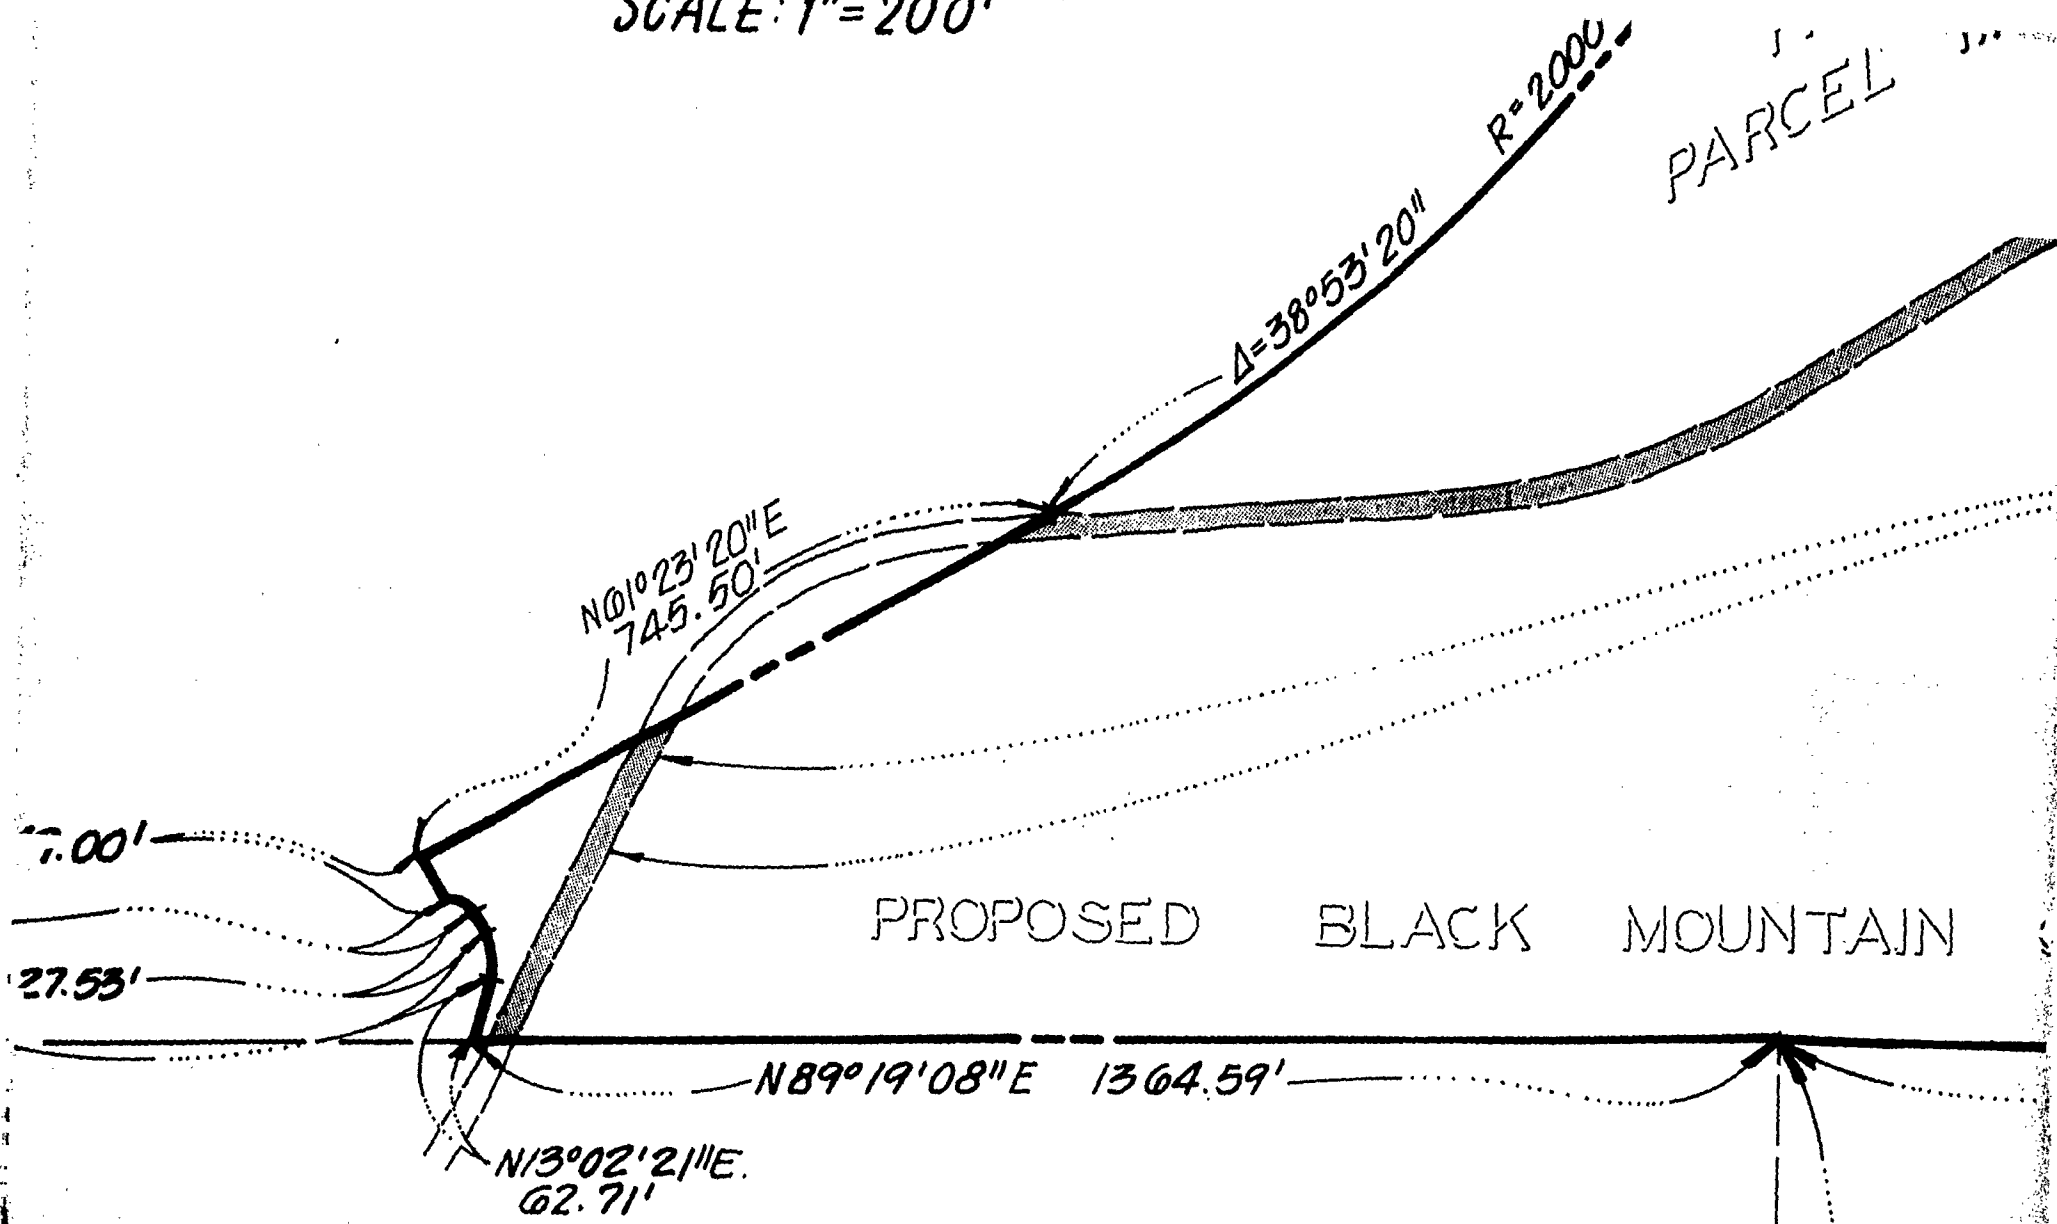 SCALE: 1"= 200'
R=2000
PARCEL
Δ=38°53'20"
N61°23'20"E
745.50'
7.00'
PROPOSED BLACK MOUNTAIN
27.53'
N89°19'08"E 1364.59'
N13°02'21"E.
62.71'